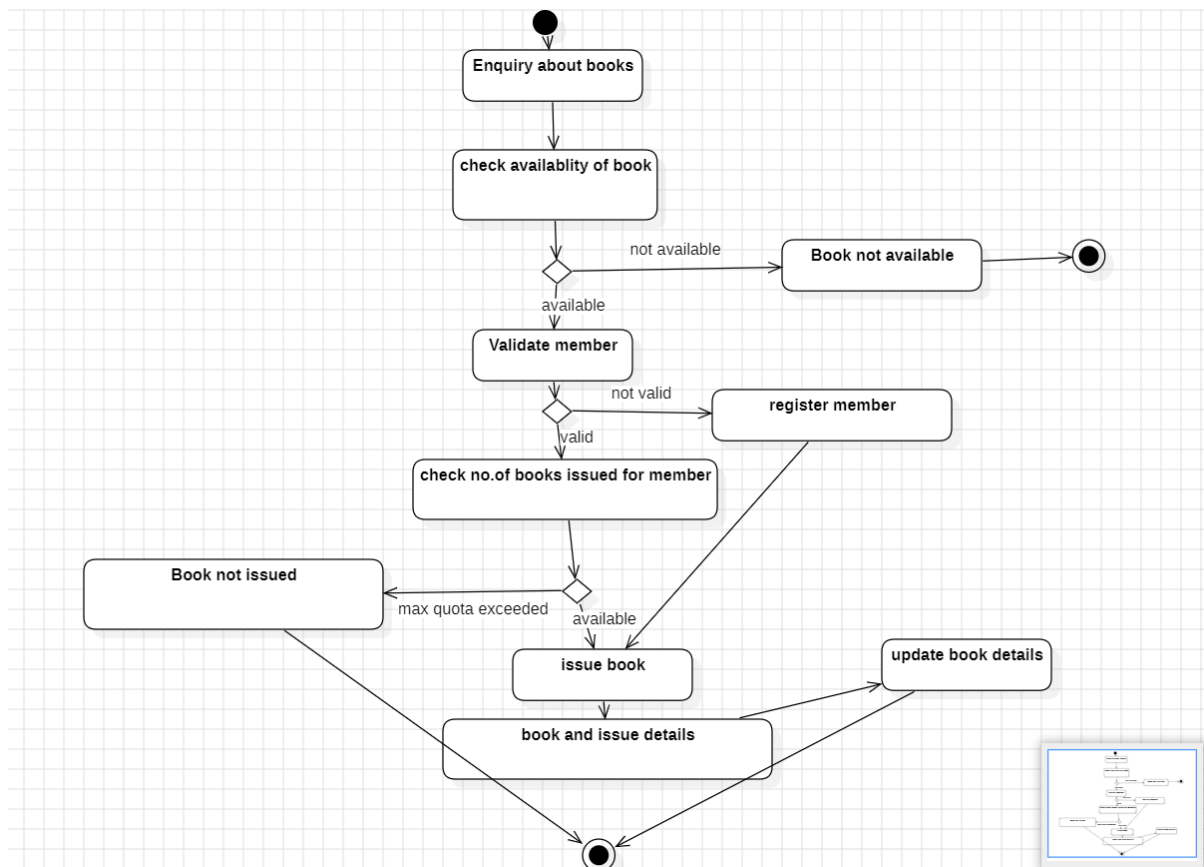 Enquiry about books
check availablity of book
not available
Book not available
available
Validate member
not valid
register member
valid
check no.of books issued for member
Book not issued
max quota exceeded
available
issue book
update book details
book and issue details